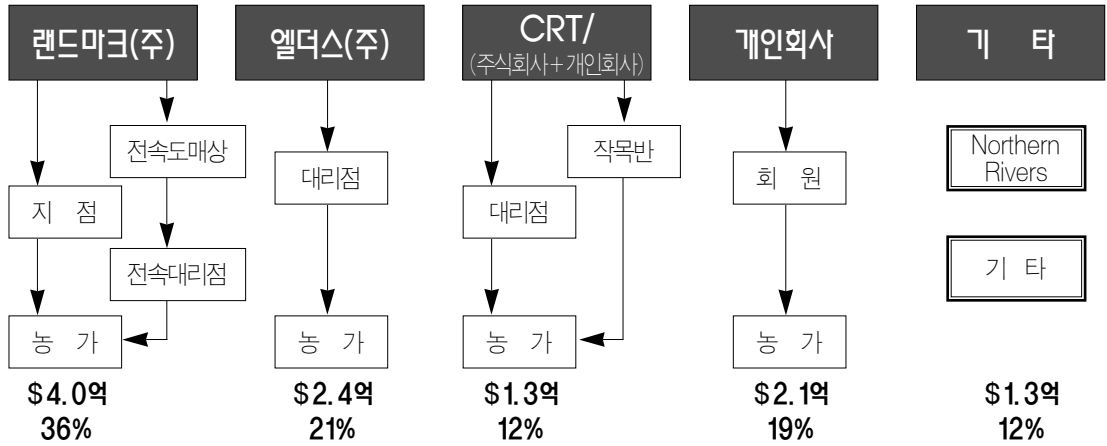 랜드마크(주)
전속도매상
지 점
전속대리점
농 가
$4.0억
36%
엘더스(주)
대리점
농 가
$2.4억
21%
CRT/
(주식회사+개인회사)
작목반
대리점
농 가
$1.3억
12%
개인회사
회 원
농 가
$2.1억
19%
기 타
Northern
Rivers
기 타
$1.3억
12%